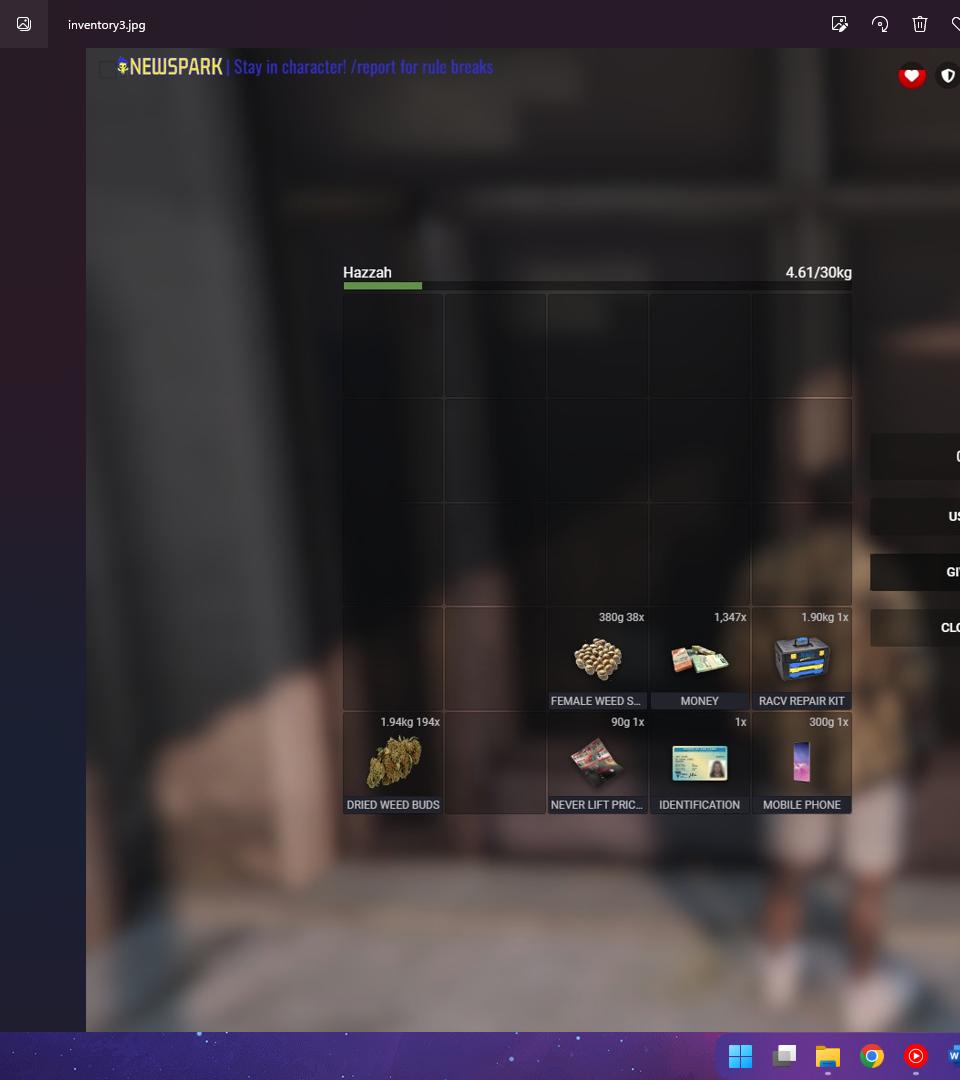 inventory3.jpg
NEWSPARK | Stay in character! /report for rule breaks
Hazzah
4.61/30kg
380g 38x
1,347x
1.90kg 1x
FEMALE WEED S...
MONEY
RACV REPAIR KIT
1.94kg 194x
90g 1x
1x
300g 1x
DRIED WEED BUDS
NEVER LIFT PRIC...
IDENTIFICATION
MOBILE PHONE
US
GI
CLO
W